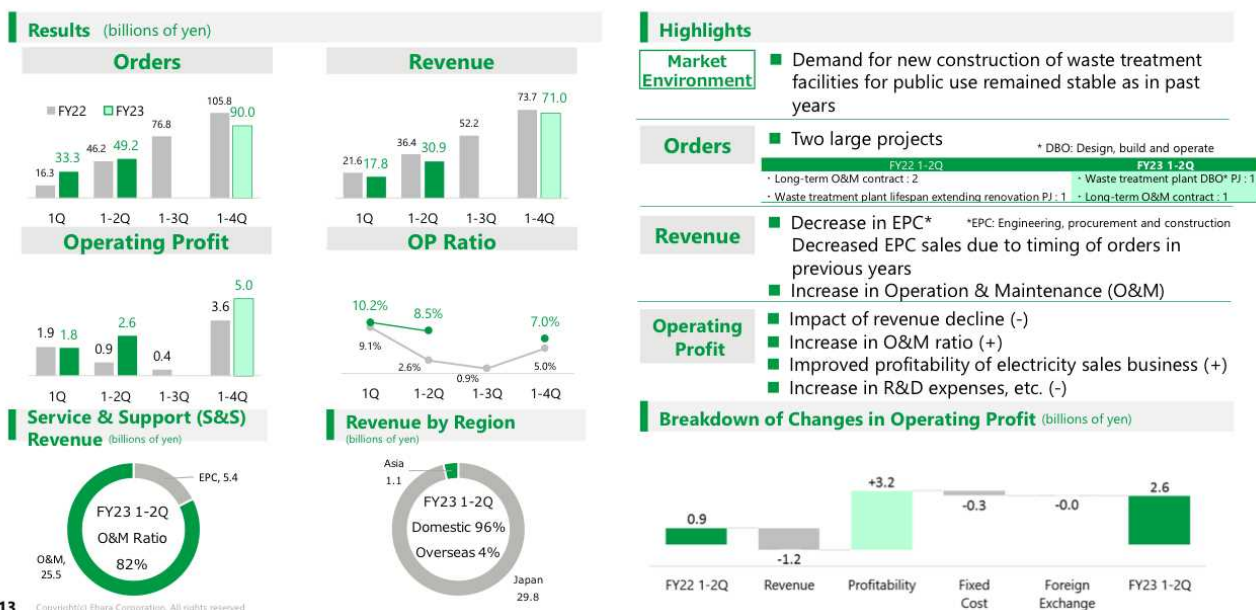 Results (billions of yen)
Orders
FY22 FY23
16.3 33.3 46.2 49.2 76.8 105.8 90.0
1Q 1-2Q 1-3Q 1-4Q
Revenue
21.6 17.8 36.4 30.9 52.2 73.7 71.0
1Q 1-2Q 1-3Q 1-4Q
Operating Profit
1.9 1.8 0.9 2.6 0.4 3.6 5.0
1Q 1-2Q 1-3Q 1-4Q
OP Ratio
10.2% 8.5% 7.0%
9.1% 2.6% 0.9% 5.0%
1Q 1-2Q 1-3Q 1-4Q
Service & Support (S&S)
Revenue (billions of yen)
EPC, 5.4
FY23 1-2Q
O&M Ratio
82%
O&M,
25.5
Revenue by Region
(billions of yen)
Asia
1.1
FY23 1-2Q
Domestic 96%
Overseas 4%
Japan
29.8
Highlights
Market
Environment
■ Demand for new construction of waste treatment
facilities for public use remained stable as in past
years
Orders
■ Two large projects
* DBO: Design, build and operate
FY22 1-2Q FY23 1-2Q
・Long-term O&M contract : 2 ・Waste treatment plant DBO* PJ : 1
・Waste treatment plant lifespan extending renovation PJ : 1 ・Long-term O&M contract : 1
Revenue
■ Decrease in EPC* *EPC: Engineering, procurement and construction
Decreased EPC sales due to timing of orders in
previous years
■ Increase in Operation & Maintenance (O&M)
Operating
Profit
■ Impact of revenue decline (-)
■ Increase in O&M ratio (+)
■ Improved profitability of electricity sales business (+)
■ Increase in R&D expenses, etc. (-)
Breakdown of Changes in Operating Profit (billions of yen)
0.9 -1.2 +3.2 -0.3 -0.0 2.6
FY22 1-2Q Revenue Profitability Fixed
Cost Foreign
Exchange FY23 1-2Q
13 Copyright(c) Ebara Corporation, All rights reserved